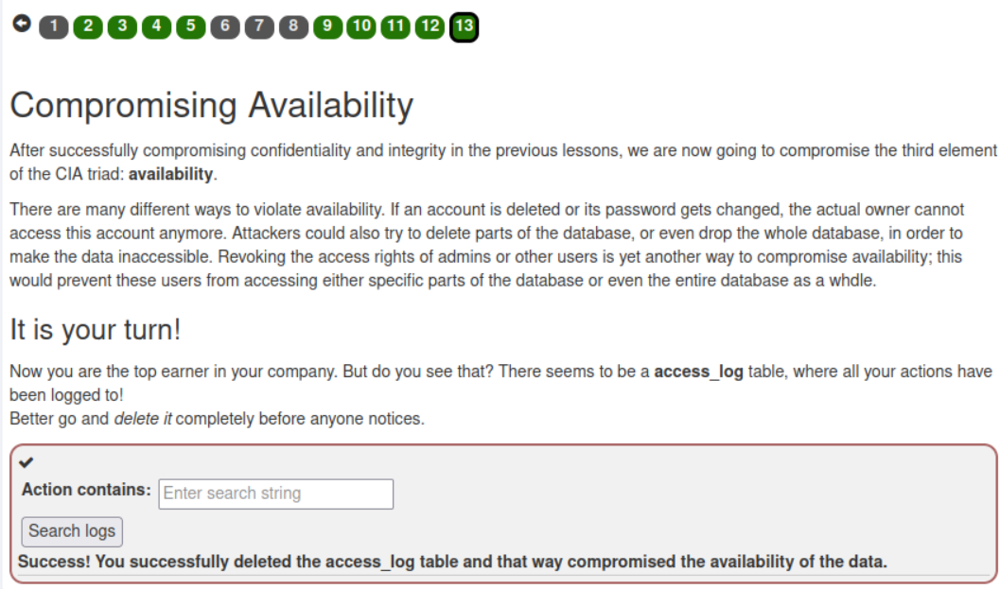 1 2 3 4 5 6 7 8 9 10 11 12 13
Compromising Availability
After successfully compromising confidentiality and integrity in the previous lessons, we are now going to compromise the third element
of the CIA triad: availability.
There are many different ways to violate availability. If an account is deleted or its password gets changed, the actual owner cannot
access this account anymore. Attackers could also try to delete parts of the database, or even drop the whole database, in order to
make the data inaccessible. Revoking the access rights of admins or other users is yet another way to compromise availability; this
would prevent these users from accessing either specific parts of the database or even the entire database as a whdle.
It is your turn!
Now you are the top earner in your company. But do you see that? There seems to be a access_log table, where all your actions have
been logged to!
Better go and delete it completely before anyone notices.
Action contains: Enter search string
Search logs
Success! You successfully deleted the access_log table and that way compromised the availability of the data.